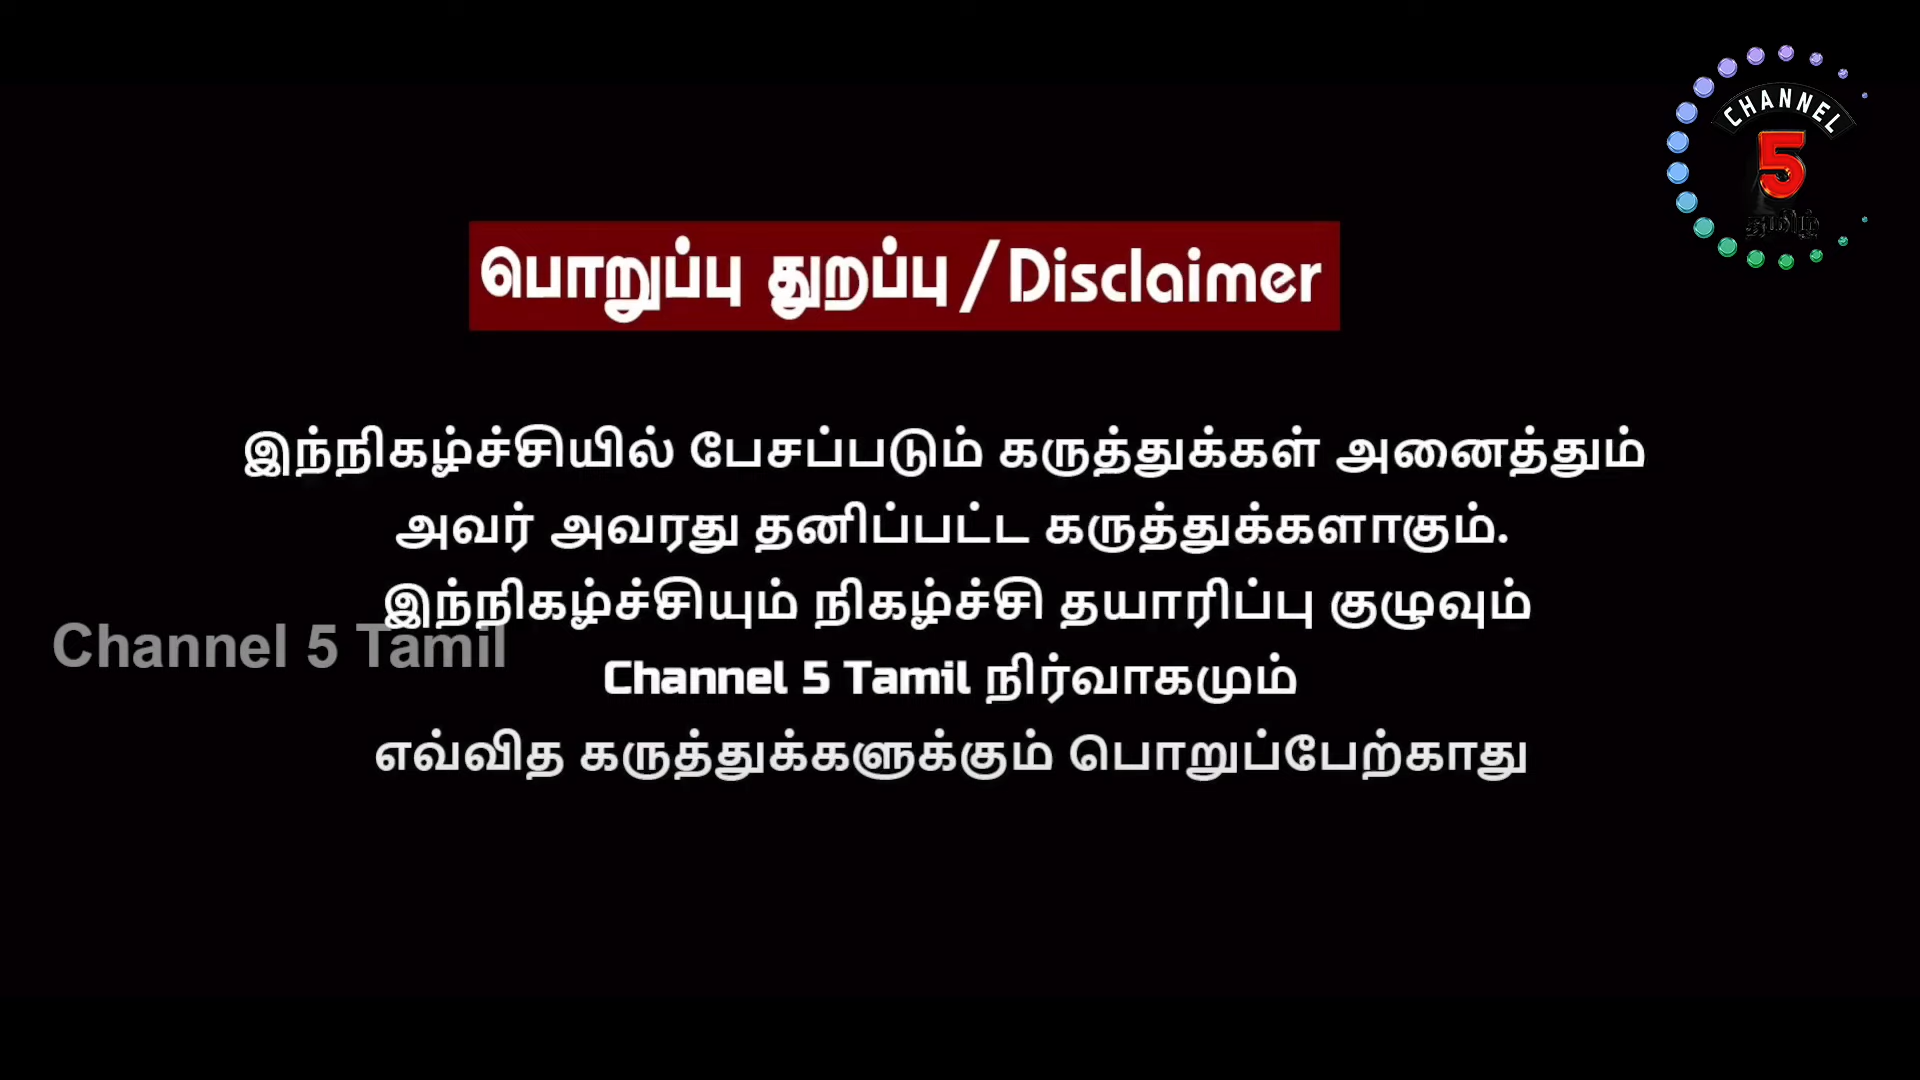 CHANNEL
5
தமிழ்
பொறுப்பு துறப்பு / Disclaimer
இந்நிகழ்ச்சியில் பேசப்படும் கருத்துக்கள் அனைத்தும்
அவர் அவரது தனிப்பட்ட கருத்துக்களாகும்.
இந்நிகழ்ச்சியும் நிகழ்ச்சி தயாரிப்பு குழுவும்
Channel 5 Tamil
Channel 5 Tamil நிர்வாகமும்
எவ்வித கருத்துக்களுக்கும் பொறுப்பேற்காது